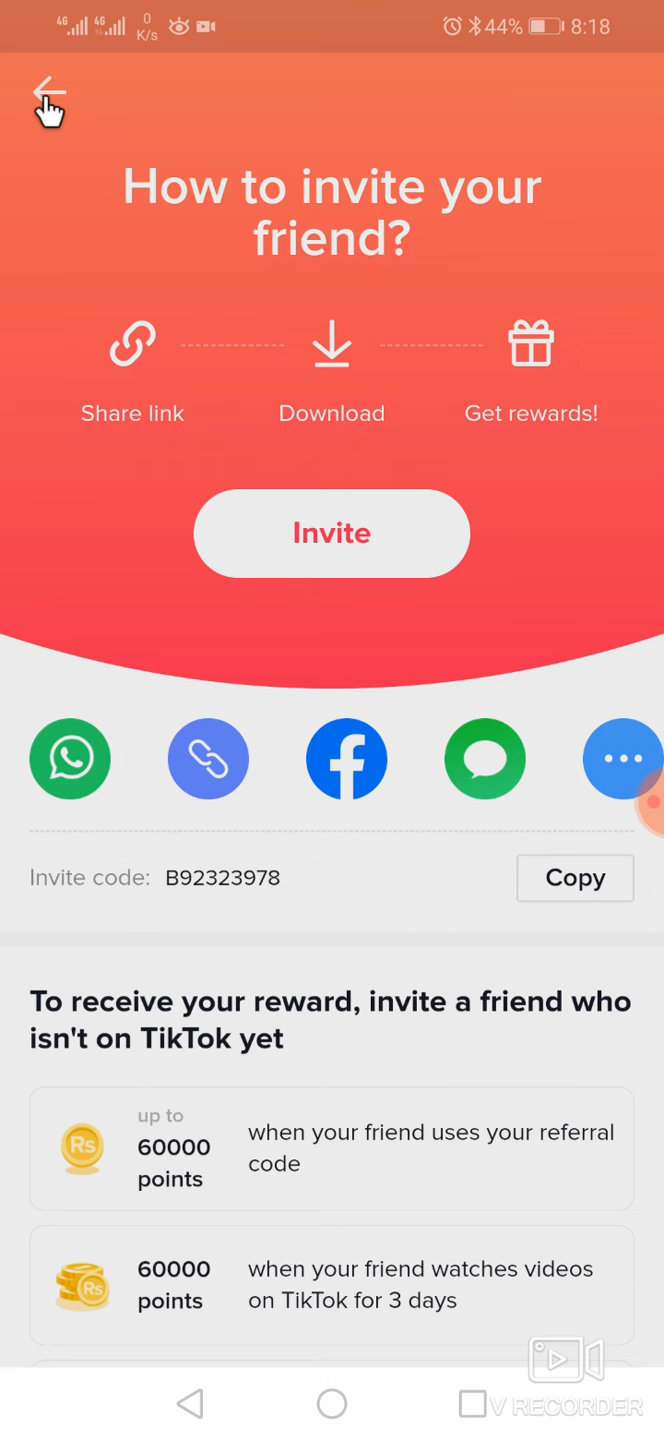 4G 4G 0 K/s 44% 8:18
How to invite your
friend?
Share link Download Get rewards!
Invite
Invite code: B92323978 Copy
To receive your reward, invite a friend who
isn't on TikTok yet
up to
60000
points
Rs
when your friend uses your referral
code
60000
points
Rs
when your friend watches videos
on TikTok for 3 days
V RECORDER